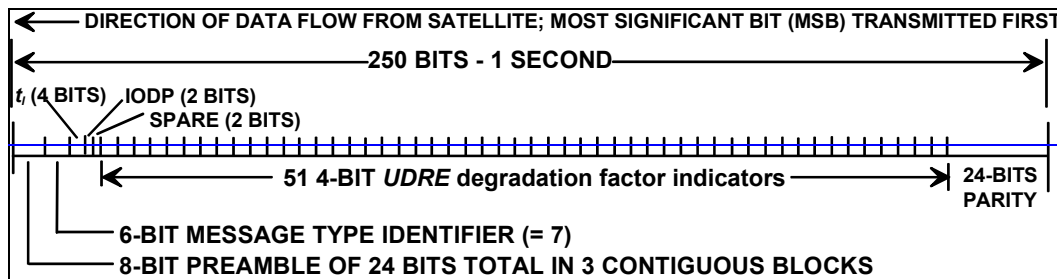 DIRECTION OF DATA FLOW FROM SATELLITE; MOST SIGNIFICANT BIT (MSB) TRANSMITTED FIRST
250 BITS - 1 SECOND
tI (4 BITS)
IODP (2 BITS)
SPARE (2 BITS)
51 4-BIT UDRE degradation factor indicators
24-BITS
PARITY
6-BIT MESSAGE TYPE IDENTIFIER (= 7)
8-BIT PREAMBLE OF 24 BITS TOTAL IN 3 CONTIGUOUS BLOCKS